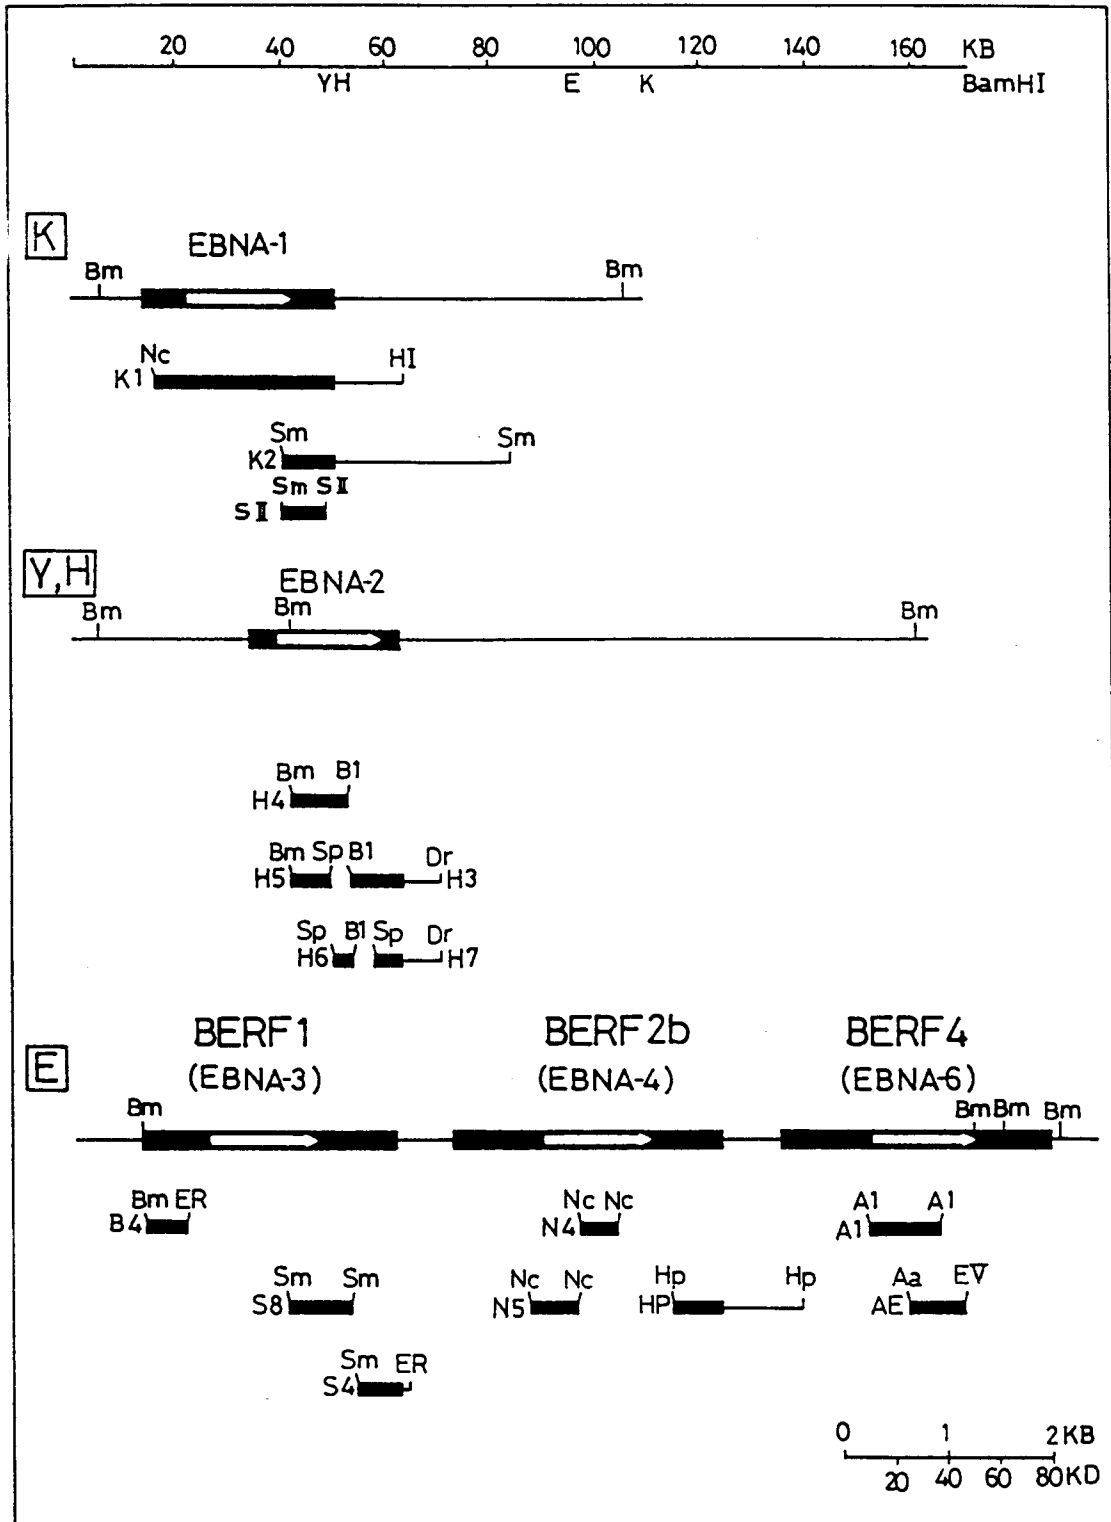 20 40 60 80 100 120 140 160 KB
YH E K BamHI
K
EBNA-1
Bm Bm
Nc HI
K1
Sm Sm
K2
Sm SII
SII
Y,H
EBNA-2
Bm Bm Bm
Bm B1
H4
Bm Sp B1 Dr
H5 H3
Sp B1 Sp Dr
H6 H7
BERF1 BERF2b BERF4
E
(EBNA-3) (EBNA-4) (EBNA-6)
Bm Bm Bm Bm
Bm ER Nc Nc A1 A1
B4 N4 A1
Sm Sm Nc Nc Hp Hp Aa EV
S8 N5 HP AE
Sm ER
S4
0 1 2KB
20 40 60 80KD